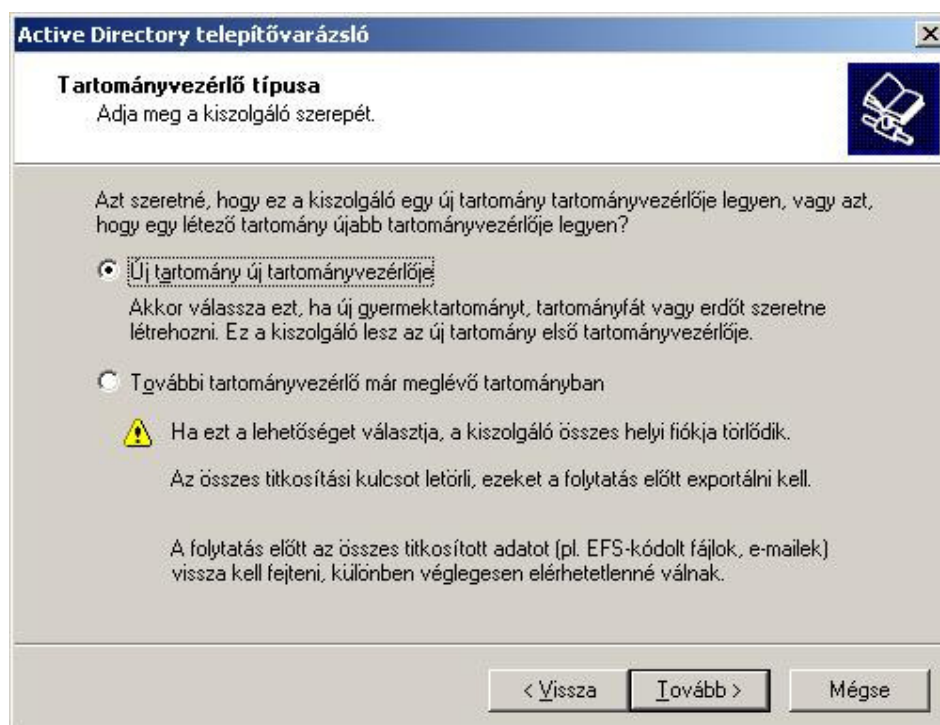 Active Directory telepítővarázsló
Tartományvezérlő típusa
Adja meg a kiszolgáló szerepét.
Azt szeretné, hogy ez a kiszolgáló egy új tartomány tartományvezérlője legyen, vagy azt,
hogy egy létező tartomány újabb tartományvezérlője legyen?
Új tartomány új tartományvezérlője
Akkor válassza ezt, ha új gyermektartományt, tartományfát vagy erdőt szeretne
létrehozni. Ez a kiszolgáló lesz az új tartomány első tartományvezérlője.
További tartományvezérlő már meglévő tartományban
Ha ezt a lehetőséget választja, a kiszolgáló összes helyi fiókja törlődik.
Az összes titkosítási kulcsot letörli, ezeket a folytatás előtt exportálni kell.
A folytatás előtt az összes titkosított adatot (pl. EFS-kódolt fájlok, e-mailek)
vissza kell fejteni, különben véglegesen elérhetetlenné válnak.
< Vissza
Tovább >
Mégse